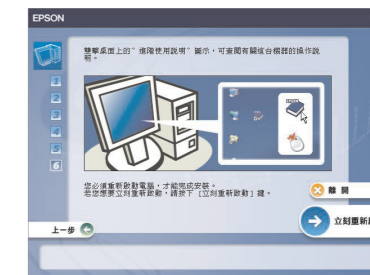 EPSON
雙擊桌面上的"進階使用說明"圖示，可查閱有關這台機器的操作說
明。
1
2
3
4
5
6
您必須重新啟動電腦，才能完成安裝。
若您想要立刻重新啟動，請按下 [立刻重新啟動] 鍵。
離 開
上一步
立刻重新